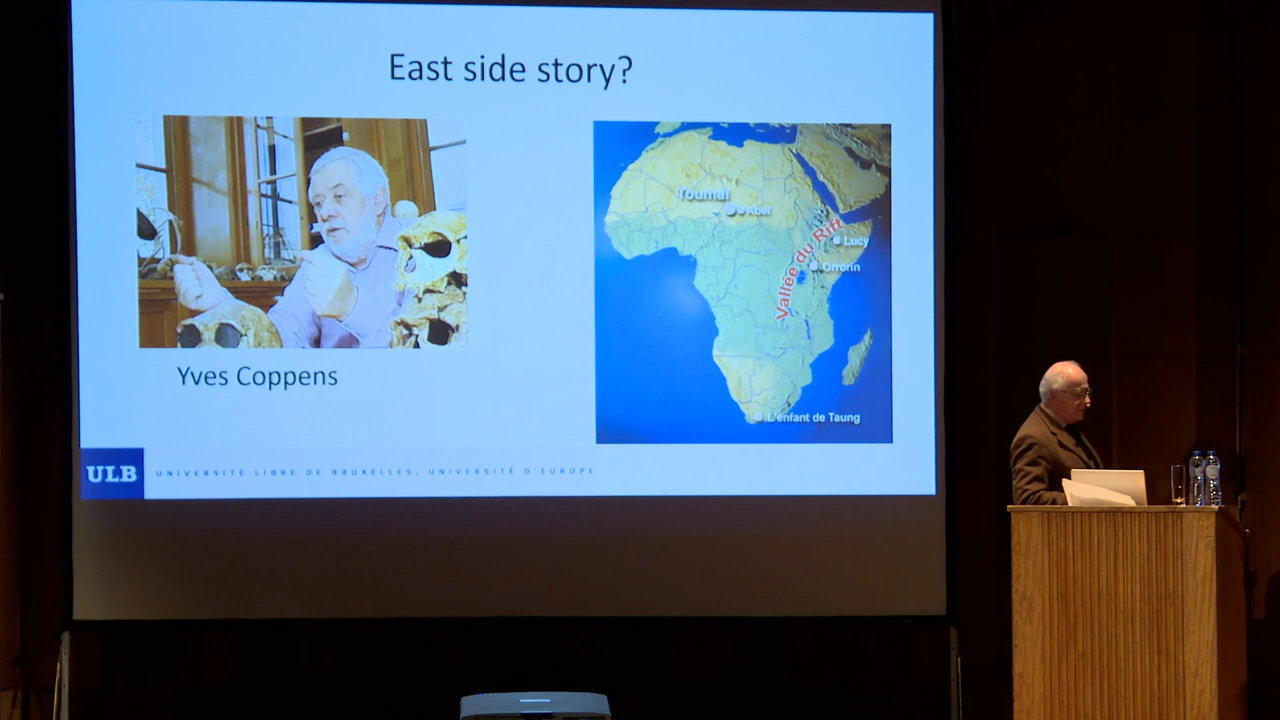 East side story?
Toumaï
Abel
Vallée du Rift
Lucy
Orrorin
L'enfant de Taung
Yves Coppens
ULB
UNIVERSITÉ LIBRE DE BRUXELLES, UNIVERSITÉ D'EUROPE